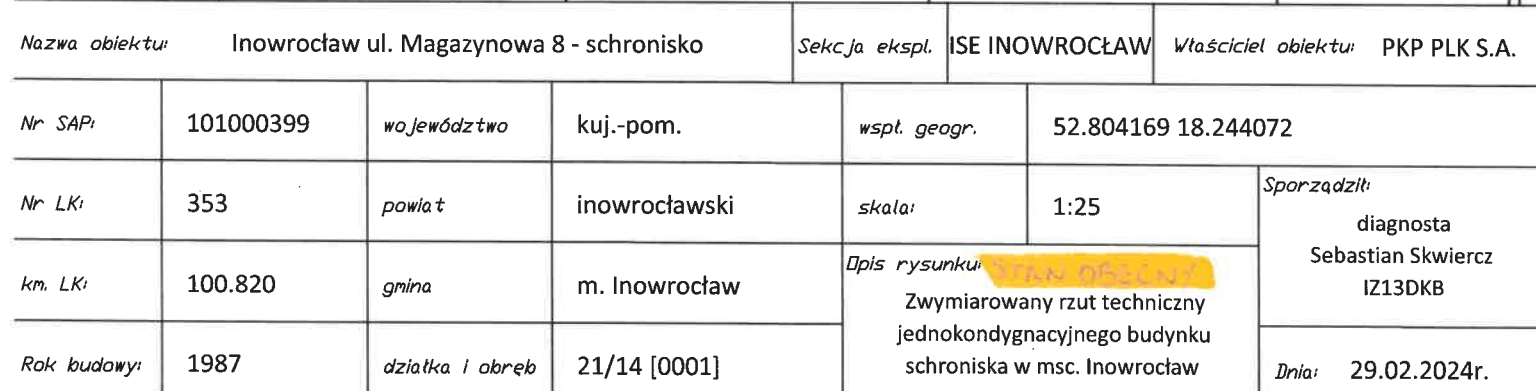 Nazwa obiektu: Inowrocław ul. Magazynowa 8 - schronisko Sekcja ekspl. ISE INOWROCŁAW Właściciel obiektu: PKP PLK S.A.
Nr SAP: 101000399 województwo kuj.-pom. wspł. geogr. 52.804169 18.244072
Nr LK: 353 powiat inowrocławski skala: 1:25
Sporządził:
diagnosta
Sebastian Skwiercz
IZ13DKB
km. LK: 100.820 gmina m. Inowrocław
Opis rysunku: STAN OBECNY
Zwymiarowany rzut techniczny
jednokondygnacyjnego budynku
schroniska w msc. Inowrocław
Rok budowy: 1987 działka i obręb 21/14 [0001]
Dnia: 29.02.2024r.